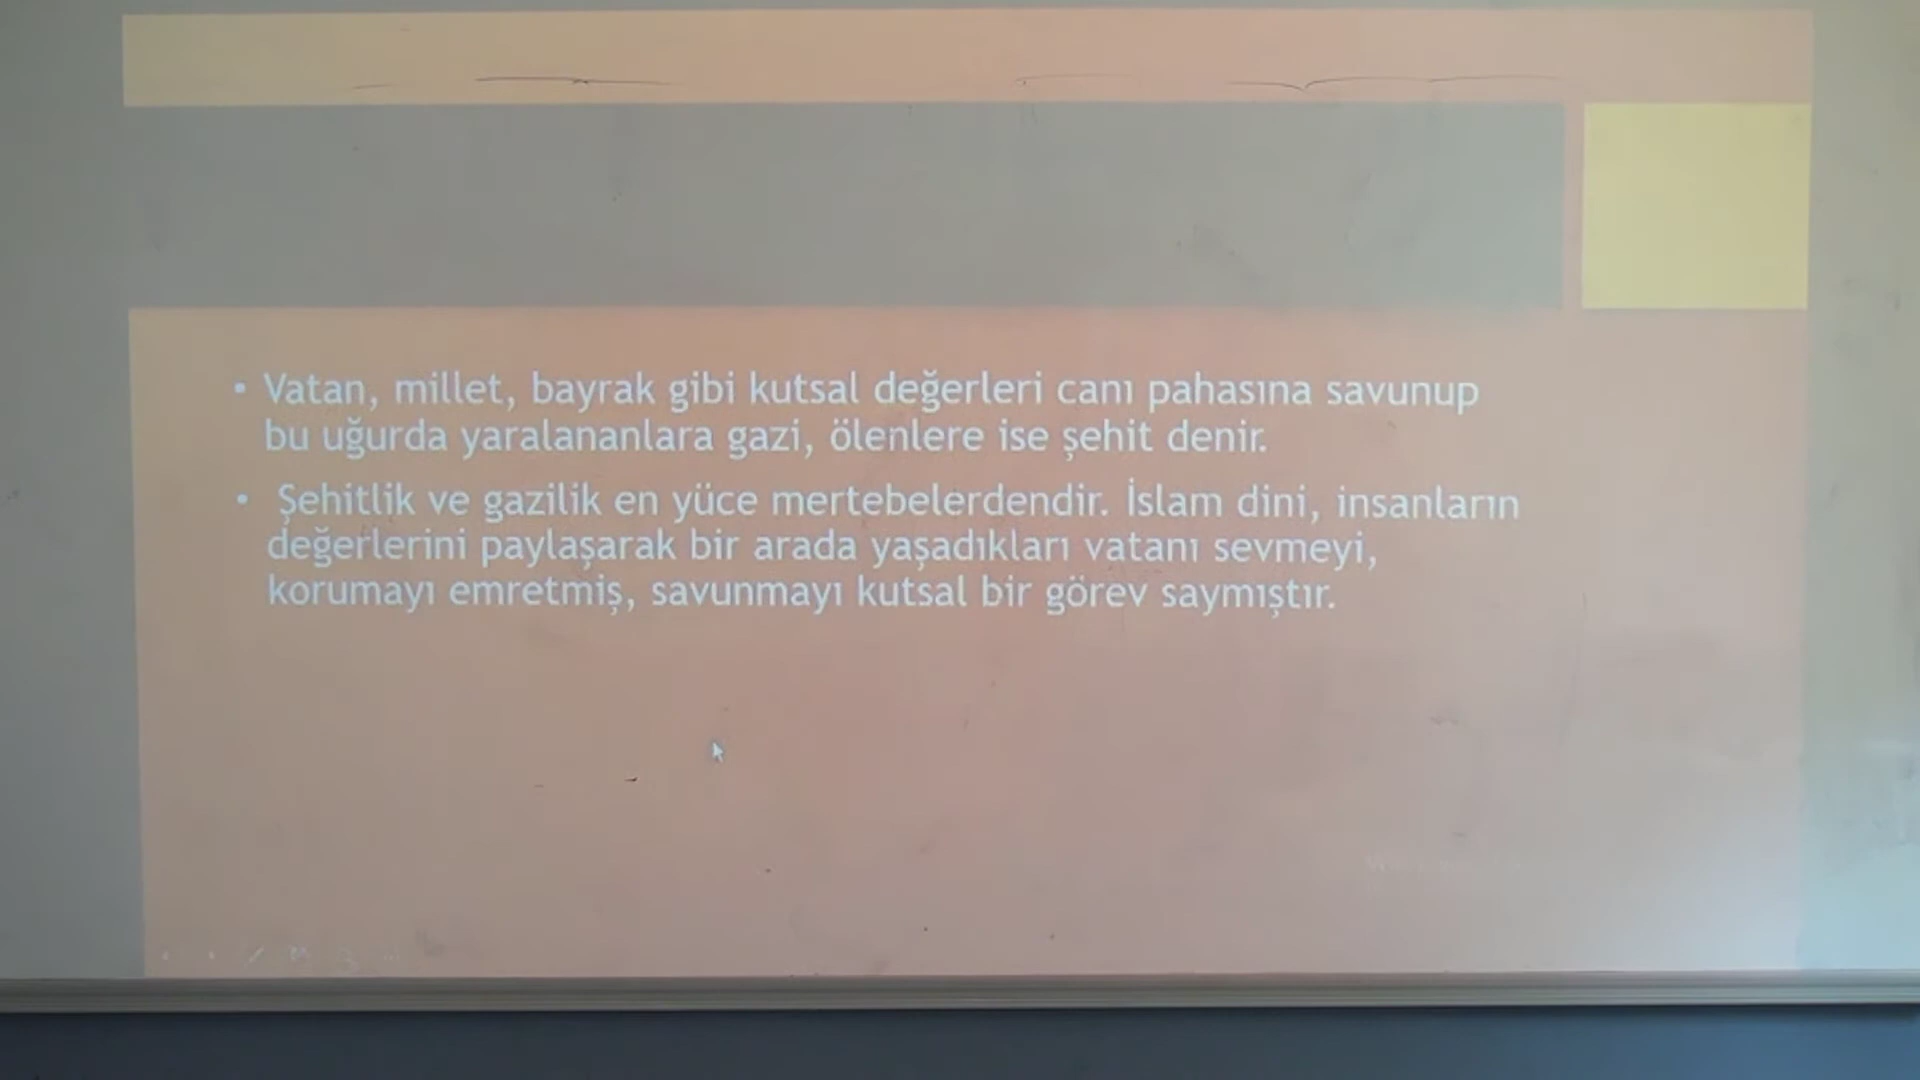 • Vatan, millet, bayrak gibi kutsal değerleri canı pahasına savunup
bu uğurda yaralananlara gazi, ölenlere ise şehit denir.
• Şehitlik ve gazilik en yüce mertebelerdendir. İslam dini, insanların
değerlerini paylaşarak bir arada yaşadıkları vatanı sevmeyi,
korumayı emretmiş, savunmayı kutsal bir görev saymıştır.